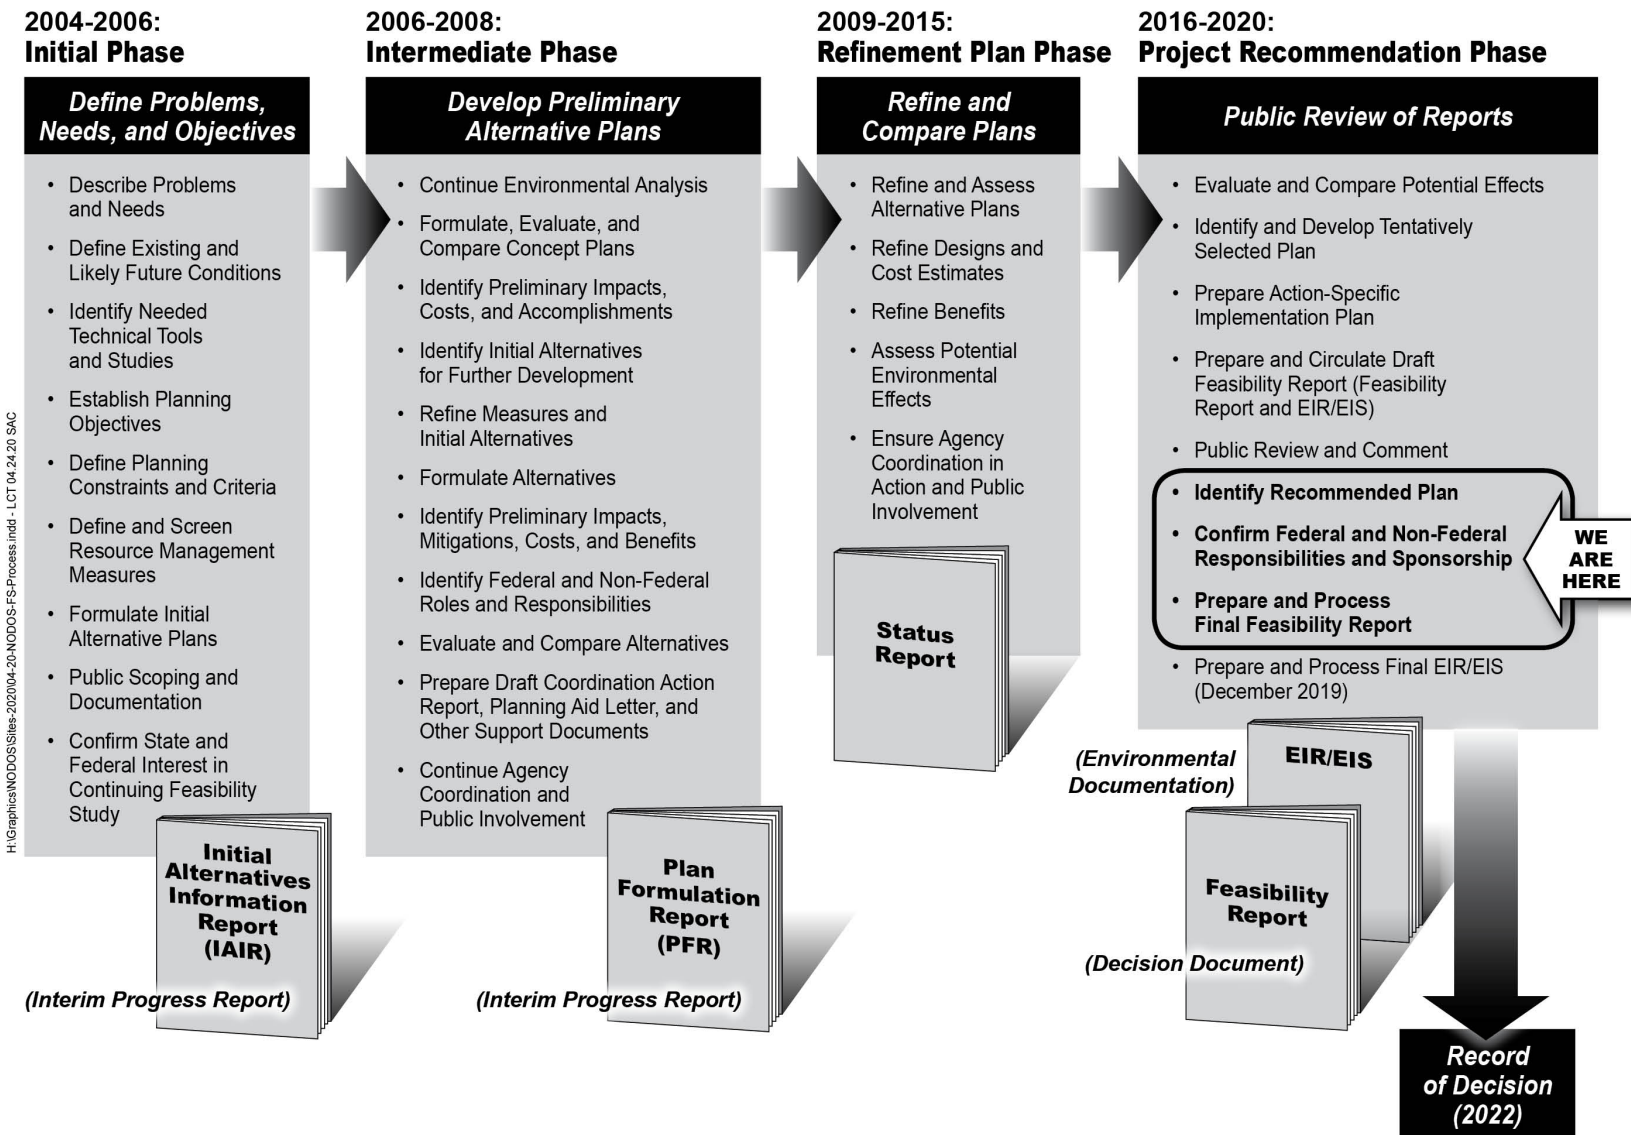 2004-2006:
Initial Phase
Define Problems,
Needs, and Objectives
• Describe Problems
and Needs
• Define Existing and
Likely Future Conditions
• Identify Needed
Technical Tools
and Studies
• Establish Planning
Objectives
• Define Planning
Constraints and Criteria
• Define and Screen
Resource Management
Measures
• Formulate Initial
Alternative Plans
• Public Scoping and
Documentation
• Confirm State and
Federal Interest in
Continuing Feasibility
Study
Initial
Alternatives
Information
Report
(IAIR)
(Interim Progress Report)
2006-2008:
Intermediate Phase
Develop Preliminary
Alternative Plans
• Continue Environmental Analysis
• Formulate, Evaluate, and
Compare Concept Plans
• Identify Preliminary Impacts,
Costs, and Accomplishments
• Identify Initial Alternatives
for Further Development
• Refine Measures and
Initial Alternatives
• Formulate Alternatives
• Identify Preliminary Impacts,
Mitigations, Costs, and Benefits
• Identify Federal and Non-Federal
Roles and Responsibilities
• Evaluate and Compare Alternatives
• Prepare Draft Coordination Action
Report, Planning Aid Letter, and
Other Support Documents
• Continue Agency
Coordination and
Public Involvement
Plan
Formulation
Report
(PFR)
(Interim Progress Report)
2009-2015:
Refinement Plan Phase
Refine and
Compare Plans
• Refine and Assess
Alternative Plans
• Refine Designs and
Cost Estimates
• Refine Benefits
• Assess Potential
Environmental
Effects
• Ensure Agency
Coordination in
Action and Public
Involvement
Status
Report
2016-2020:
Project Recommendation Phase
Public Review of Reports
• Evaluate and Compare Potential Effects
• Identify and Develop Tentatively
Selected Plan
• Prepare Action-Specific
Implementation Plan
• Prepare and Circulate Draft
Feasibility Report (Feasibility
Report and EIR/EIS)
• Public Review and Comment
• Identify Recommended Plan
• Confirm Federal and Non-Federal
Responsibilities and Sponsorship
• Prepare and Process
Final Feasibility Report
WE
ARE
HERE
• Prepare and Process Final EIR/EIS
(December 2019)
(Environmental
Documentation)
EIR/EIS
Feasibility
Report
(Decision Document)
Record
of Decision
(2022)
H:\Graphics\NODOS\Sites-2020\04-20-NODOS-FS-Process.indd - LCT 04.24.20 SAC